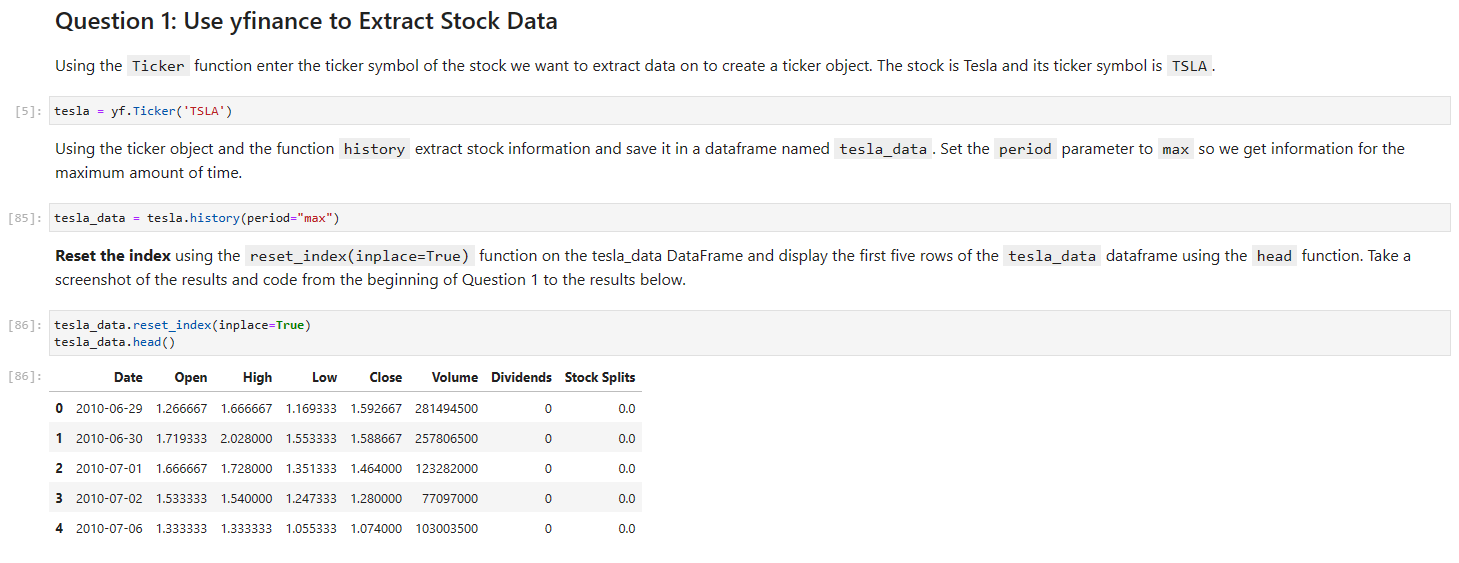 Question 1: Use yfinance to Extract Stock Data
Using the Ticker function enter the ticker symbol of the stock we want to extract data on to create a ticker object. The stock is Tesla and its ticker symbol is TSLA.
[5]: tesla = yf.Ticker('TSLA')
Using the ticker object and the function history extract stock information and save it in a dataframe named tesla_data. Set the period parameter to max so we get information for the
maximum amount of time.
[85]: tesla_data = tesla.history(period="max")
Reset the index using the reset_index(inplace=True) function on the tesla_data DataFrame and display the first five rows of the tesla_data dataframe using the head function. Take a
screenshot of the results and code from the beginning of Question 1 to the results below.
[86]: tesla_data.reset_index(inplace=True)
tesla_data.head()
[86]: Date Open High Low Close Volume Dividends Stock Splits
0 2010-06-29 1.266667 1.666667 1.169333 1.592667 281494500 0 0.0
1 2010-06-30 1.719333 2.028000 1.553333 1.588667 257806500 0 0.0
2 2010-07-01 1.666667 1.728000 1.351333 1.464000 123282000 0 0.0
3 2010-07-02 1.533333 1.540000 1.247333 1.280000 77097000 0 0.0
4 2010-07-06 1.333333 1.333333 1.055333 1.074000 103003500 0 0.0